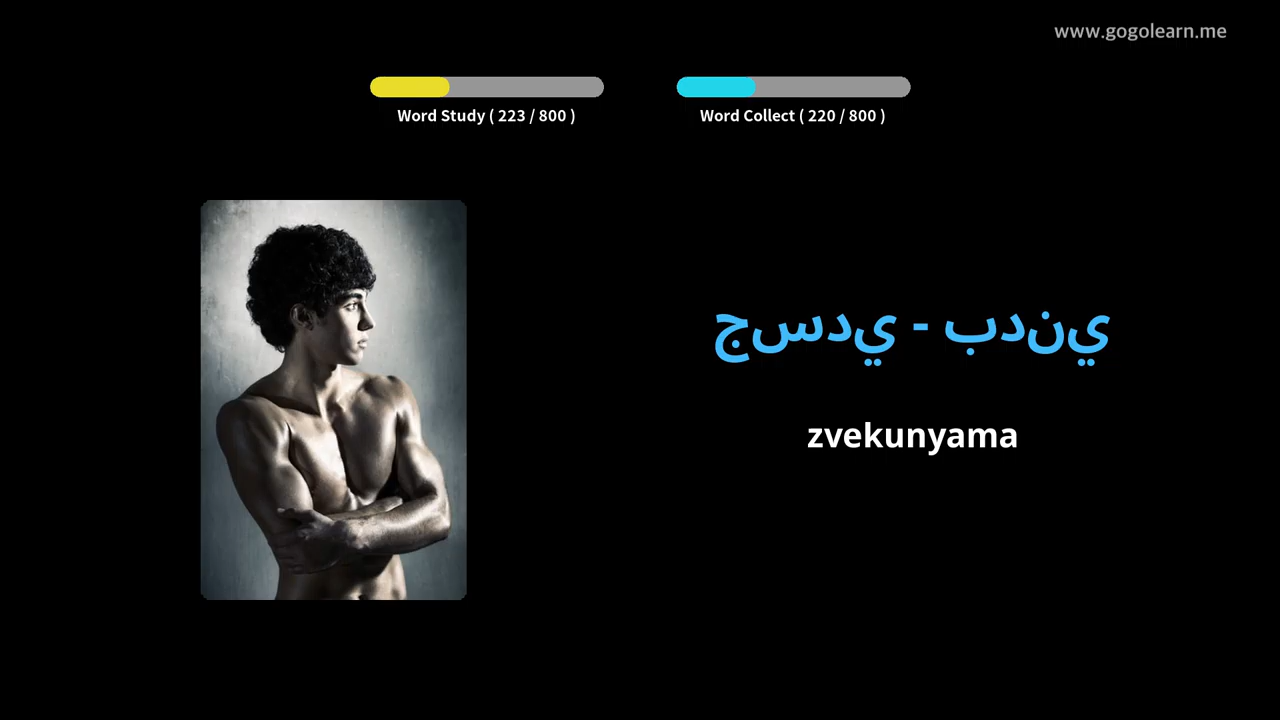 www.gogolearn.me
Word Study ( 223 / 800 )
Word Collect ( 220 / 800 )
جسدي - بدني
zvekunyama